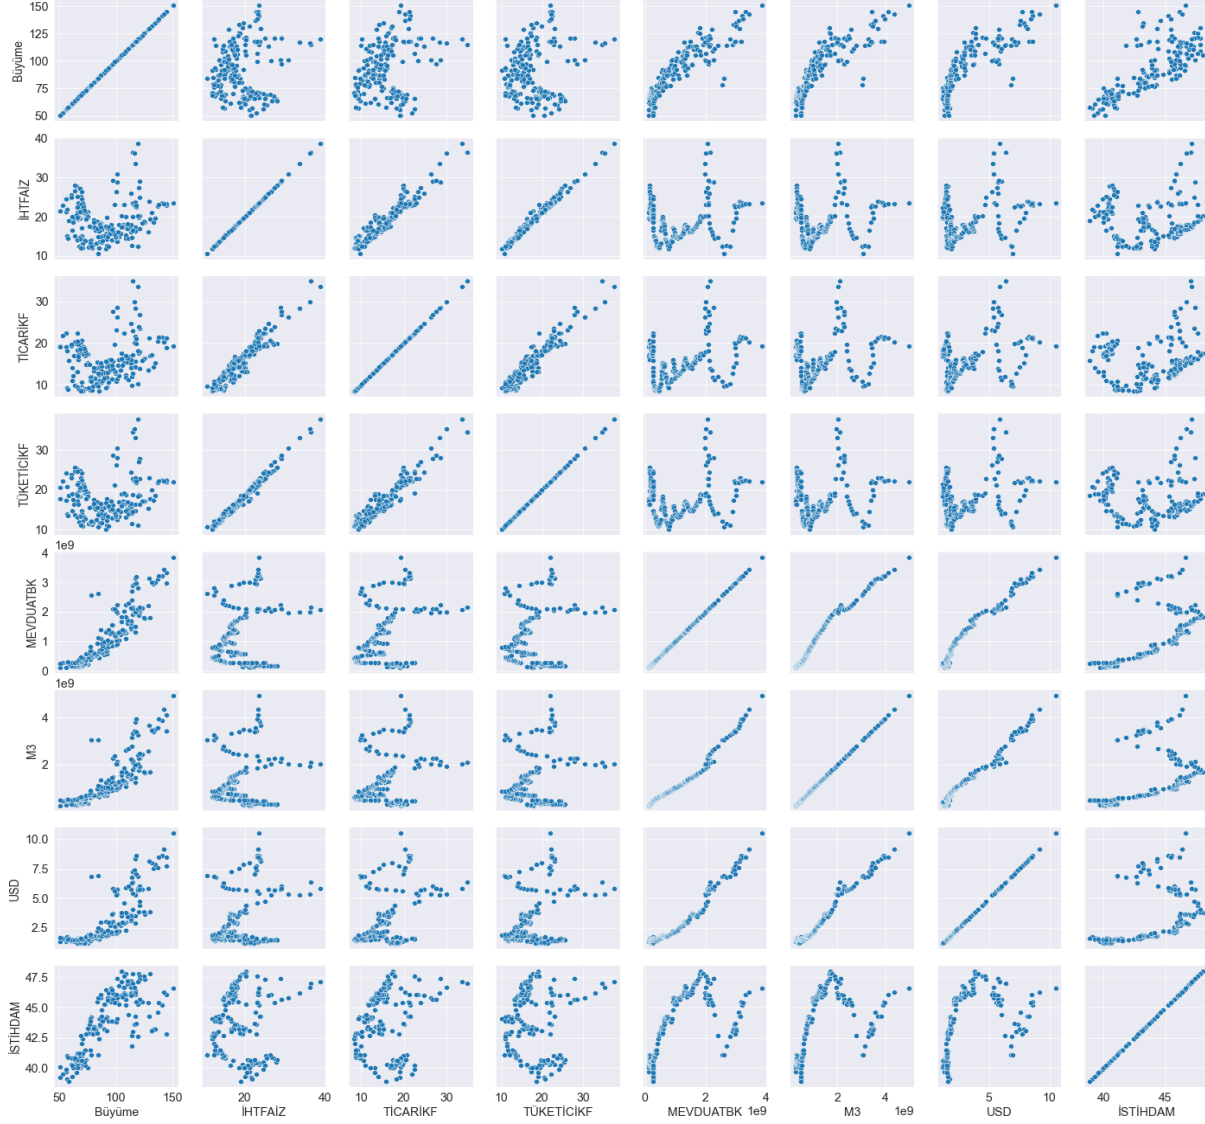 150
125
100
75
50
Büyüme
40
30
20
10
İHTFAİZ
30
20
10
TİCARİKF
30
20
10
TÜKETİCİKF
1e9
4
3
2
1
0
MEVDUATBK
1e9
4
2
M3
10.0
7.5
5.0
2.5
USD
47.5
45.0
42.5
40.0
İSTİHDAM
50 100 150 20 40 10 20 30 10 20 30 0 2 4 2 4 5 10 40 45
1e9 1e9
Büyüme İHTFAİZ TİCARİKF TÜKETİCİKF MEVDUATBK M3 USD İSTİHDAM